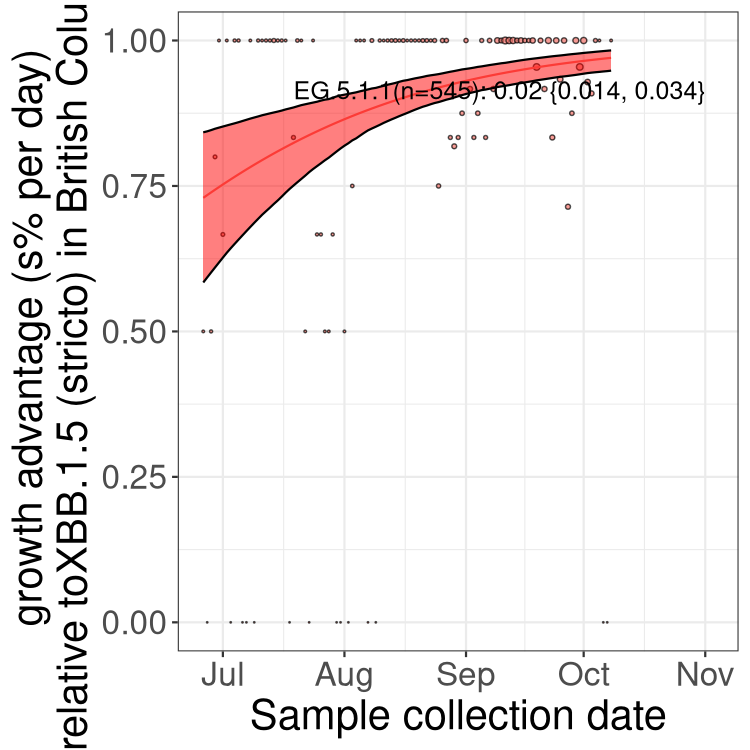 growth advantage (s% per day)
relative toXBB.1.5 (stricto) in British Colu
1.00
0.75
0.50
0.25
0.00
EG.5.1.1(n=545): 0.02 {0.014, 0.034}
Jul Aug Sep Oct Nov
Sample collection date